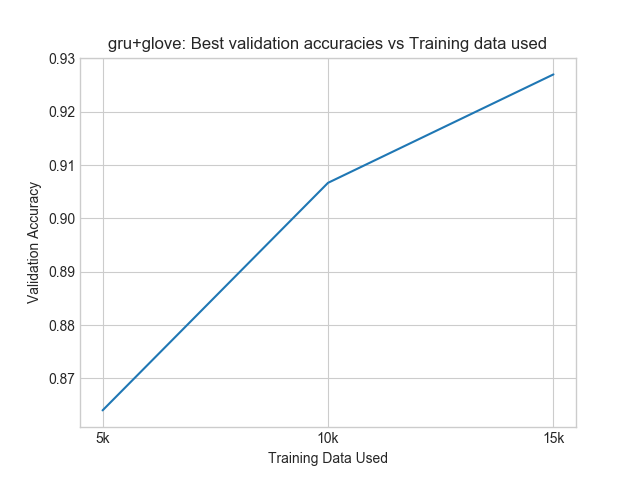 gru+glove: Best validation accuracies vs Training data used
0.93
0.92
0.91
0.90
0.89
0.88
0.87
Validation Accuracy
5k 10k 15k
Training Data Used